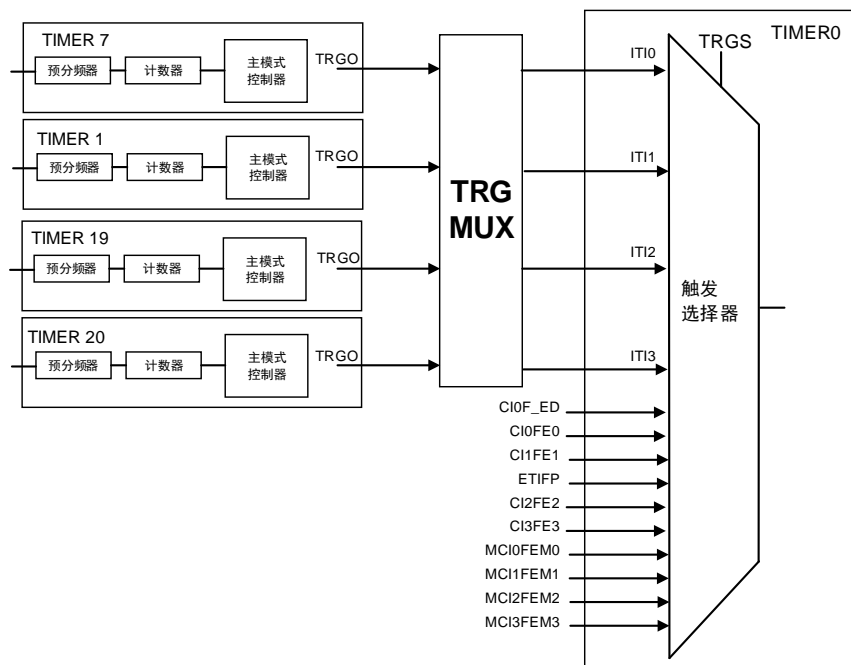 TIMER 7
预分频器
计数器
主模式
控制器
TRGO
TIMER 1
预分频器
计数器
主模式
控制器
TRGO
TIMER 19
预分频器
计数器
主模式
控制器
TRGO
TIMER 20
预分频器
计数器
主模式
控制器
TRGO
TRG
MUX
TIMER0
TRGS
ITI0
ITI1
ITI2
ITI3
触发
选择器
CI0F_ED
CI0FE0
CI1FE1
ETIFP
CI2FE2
CI3FE3
MCI0FEM0
MCI1FEM1
MCI2FEM2
MCI3FEM3